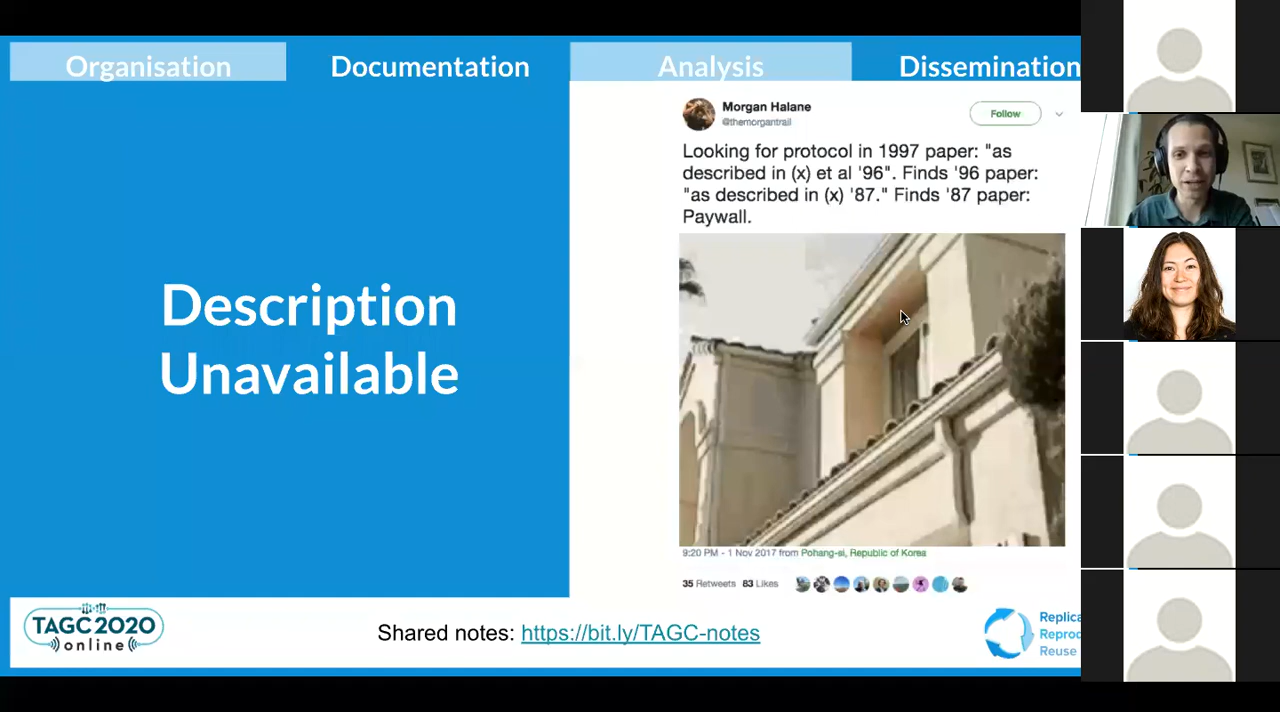 Organisation
Documentation
Analysis
Dissemination
Description
Unavailable
Morgan Halane
@themorgantrail
Follow
Looking for protocol in 1997 paper: "as
described in (x) et al '96". Finds '96 paper:
"as described in (x) '87." Finds '87 paper:
Paywall.
9:20 PM - 1 Nov 2017 from Pohang-si, Republic of Korea
35 Retweets 83 Likes
TAGC 2020
online
Shared notes: https://bit.ly/TAGC-notes
Replica
Reprod
Reuse